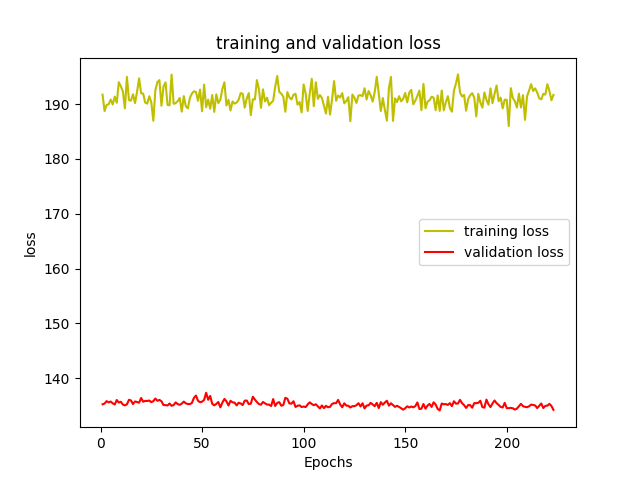 training and validation loss
190
180
170
160
150
140
loss
training loss
validation loss
0
50
100
150
200
Epochs